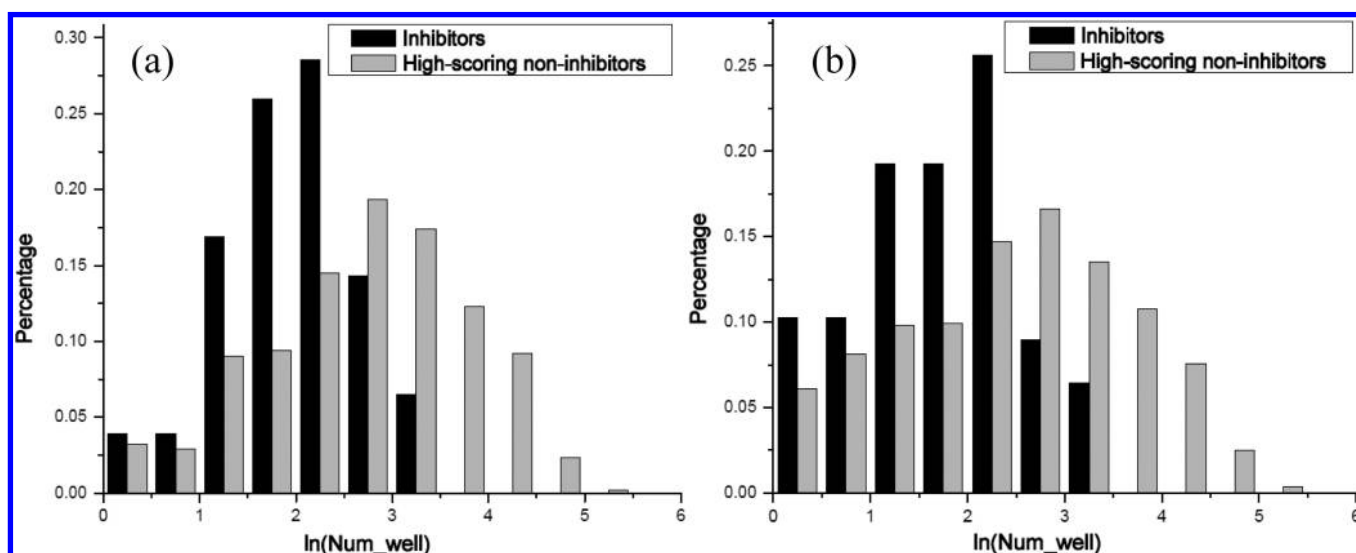 (a)
Inhibitors
High-scoring non-inhibitors
Percentage
0.30
0.25
0.20
0.15
0.10
0.05
0.00
0 1 2 3 4 5 6
ln(Num_well)
(b)
Inhibitors
High-scoring non-inhibitors
Percentage
0.25
0.20
0.15
0.10
0.05
0.00
0 1 2 3 4 5 6
ln(Num_well)